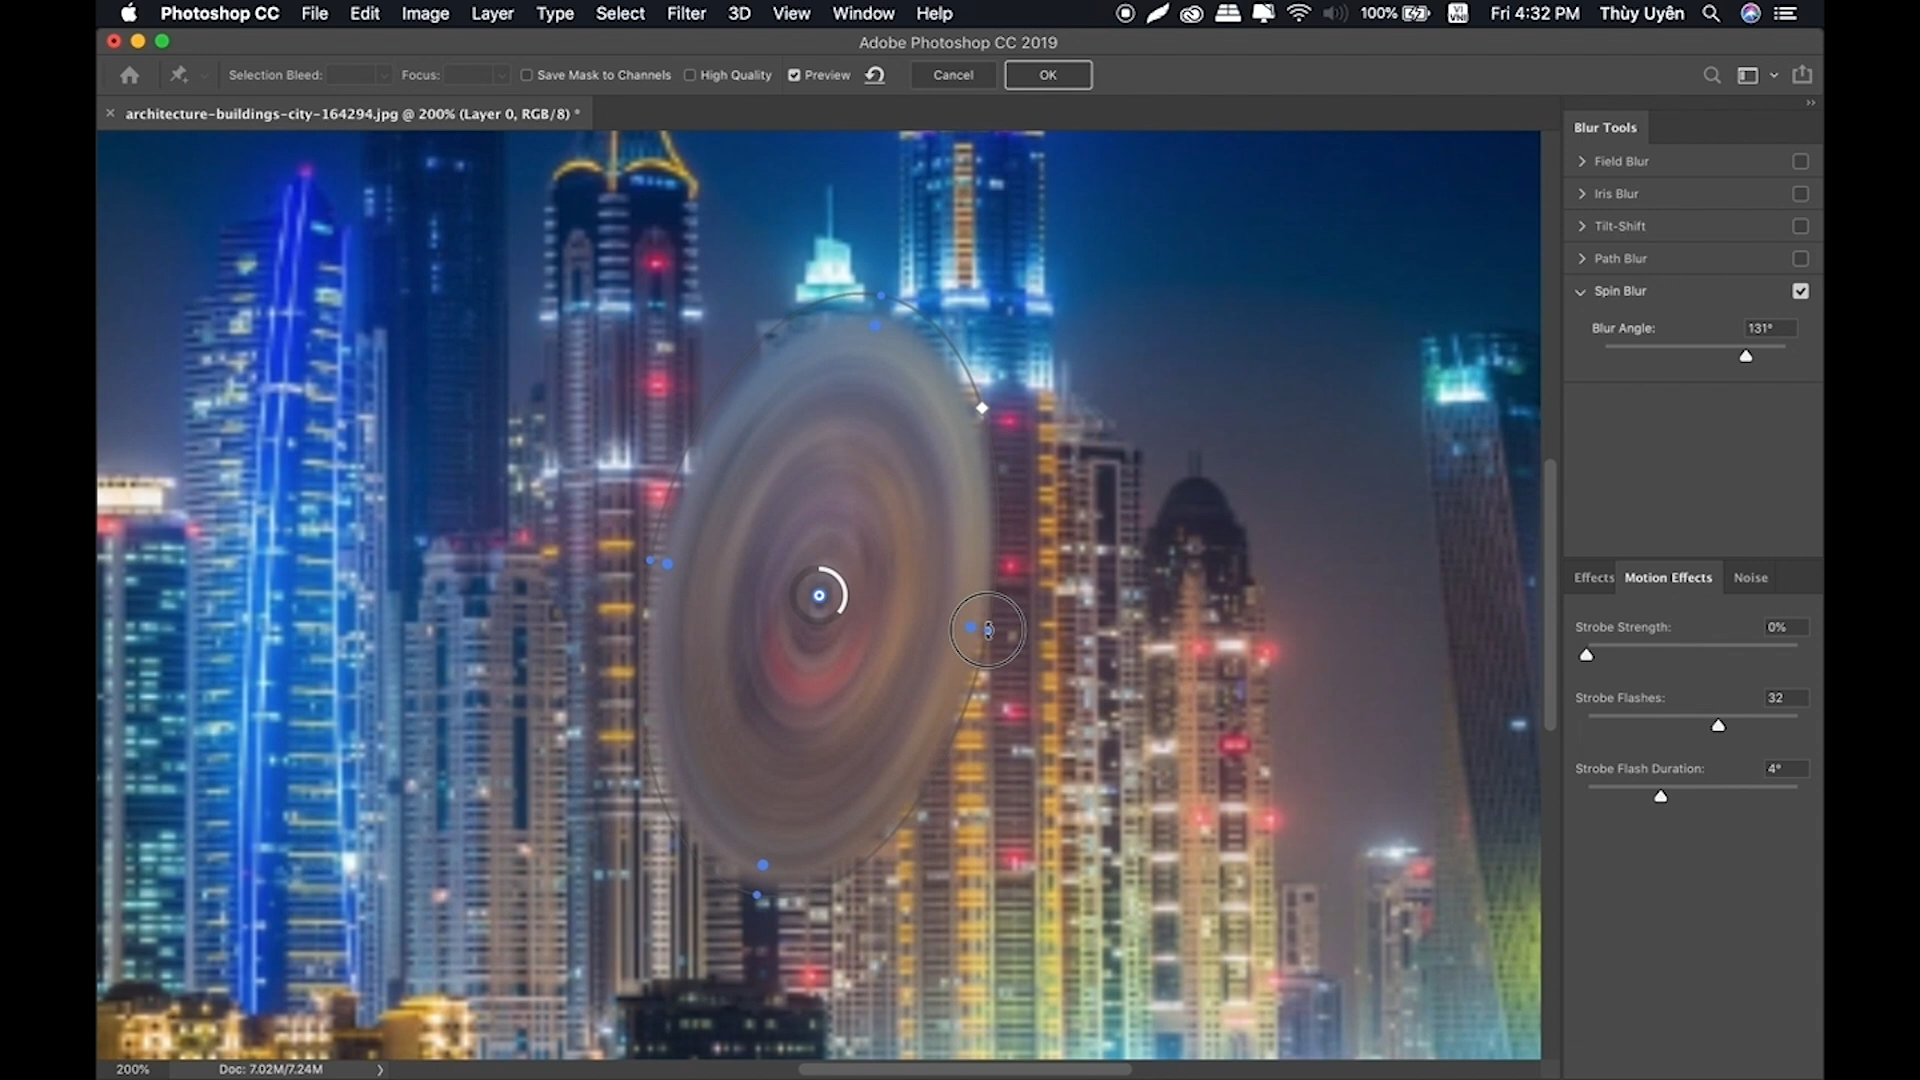 Photoshop CC File Edit Image Layer Type Select Filter 3D View Window Help 100% VI VNI Fri 4:32 PM Thùy Uyên
Adobe Photoshop CC 2019
Selection Bleed: Focus: Save Mask to Channels High Quality Preview Cancel OK
architecture-buildings-city-164294.jpg @ 200% (Layer 0, RGB/8) *
Blur Tools
Field Blur
Iris Blur
Tilt-Shift
Path Blur
Spin Blur
Blur Angle: 131°
Effects Motion Effects Noise
Strobe Strength: 0%
Strobe Flashes: 32
Strobe Flash Duration: 4°
200% Doc: 7.02M/7.24M